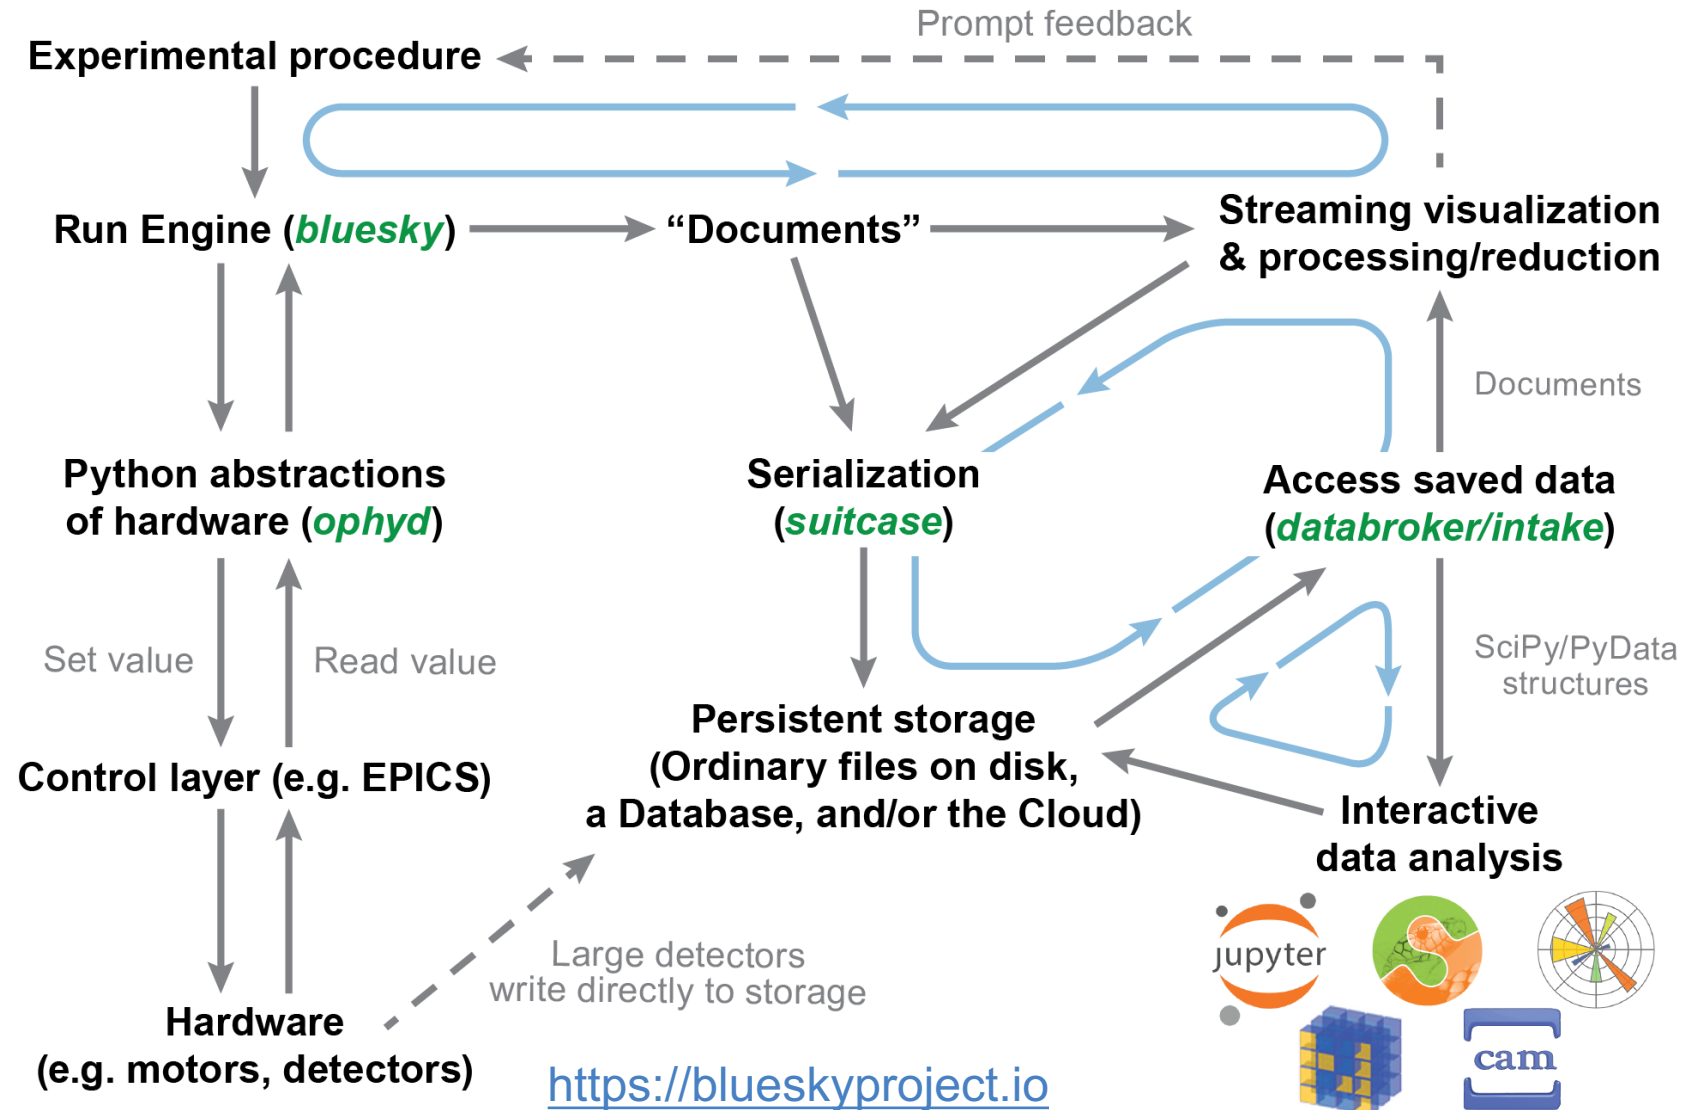 Prompt feedback
Experimental procedure
Run Engine (bluesky)
“Documents”
Streaming visualization
& processing/reduction
Documents
Python abstractions
of hardware (ophyd)
Serialization
(suitcase)
Access saved data
(databroker/intake)
Set value
Read value
SciPy/PyData
structures
Persistent storage
(Ordinary files on disk,
a Database, and/or the Cloud)
Control layer (e.g. EPICS)
Interactive
data analysis
Large detectors
write directly to storage
jupyter
Hardware
(e.g. motors, detectors)
cam
https://blueskyproject.io